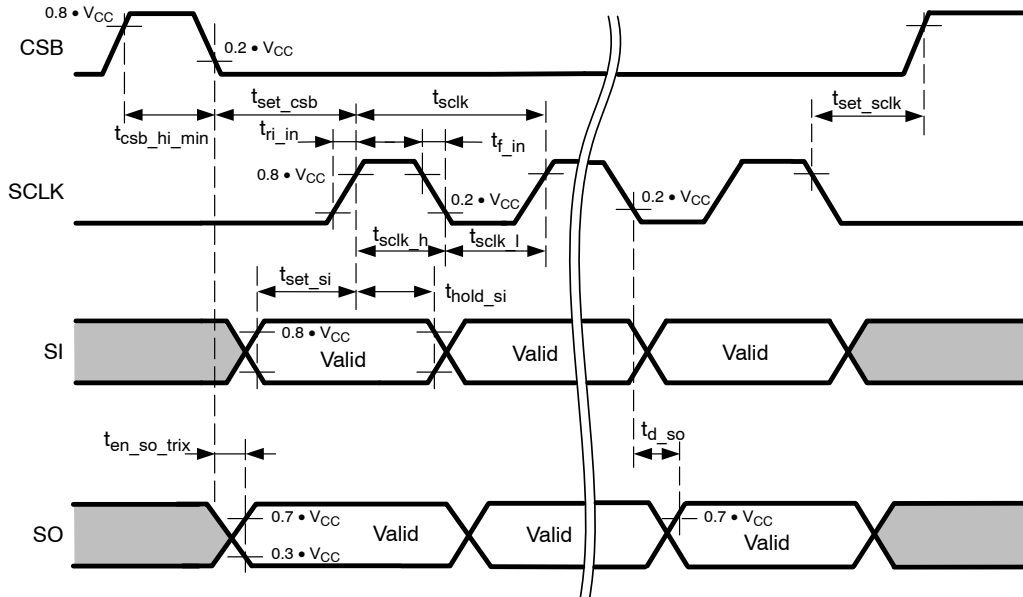 0.8 • VCC
CSB
0.2 • VCC
tset_csb
tsclk
tset_sclk
tcsb_hi_min
tri_in
tf_in
0.8 • VCC
SCLK
0.2 • VCC
0.2 • VCC
tsclk_h
tsclk_l
tset_si
thold_si
0.8 • VCC
SI
Valid
Valid
Valid
ten_so_trix
td_so
0.7 • VCC
0.7 • VCC
SO
Valid
Valid
Valid
0.3 • VCC